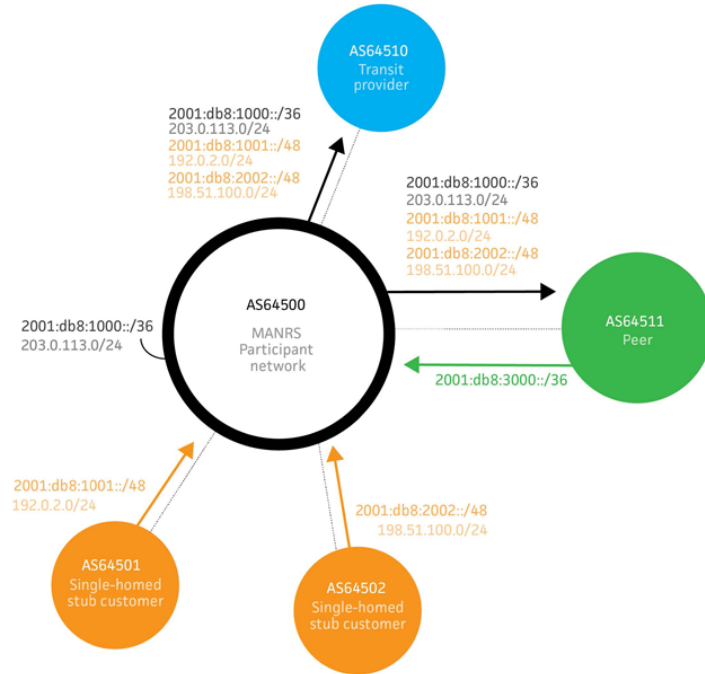 AS64510
Transit
provider
2001:db8:1000::/36
203.0.113.0/24
2001:db8:1001::/48
192.0.2.0/24
2001:db8:2002::/48
198.51.100.0/24
2001:db8:1000::/36
203.0.113.0/24
2001:db8:1001::/48
192.0.2.0/24
2001:db8:2002::/48
198.51.100.0/24
AS64500
MANRS
Participant
network
2001:db8:1000::/36
203.0.113.0/24
AS64511
Peer
2001:db8:3000::/36
2001:db8:1001::/48
192.0.2.0/24
2001:db8:2002::/48
198.51.100.0/24
AS64501
Single-homed
stub customer
AS64502
Single-homed
stub customer